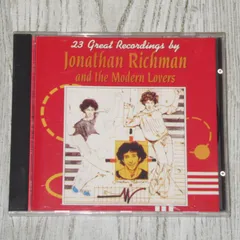 23 Great Recordings by
Jonathan Richman
and the Modern Lovers